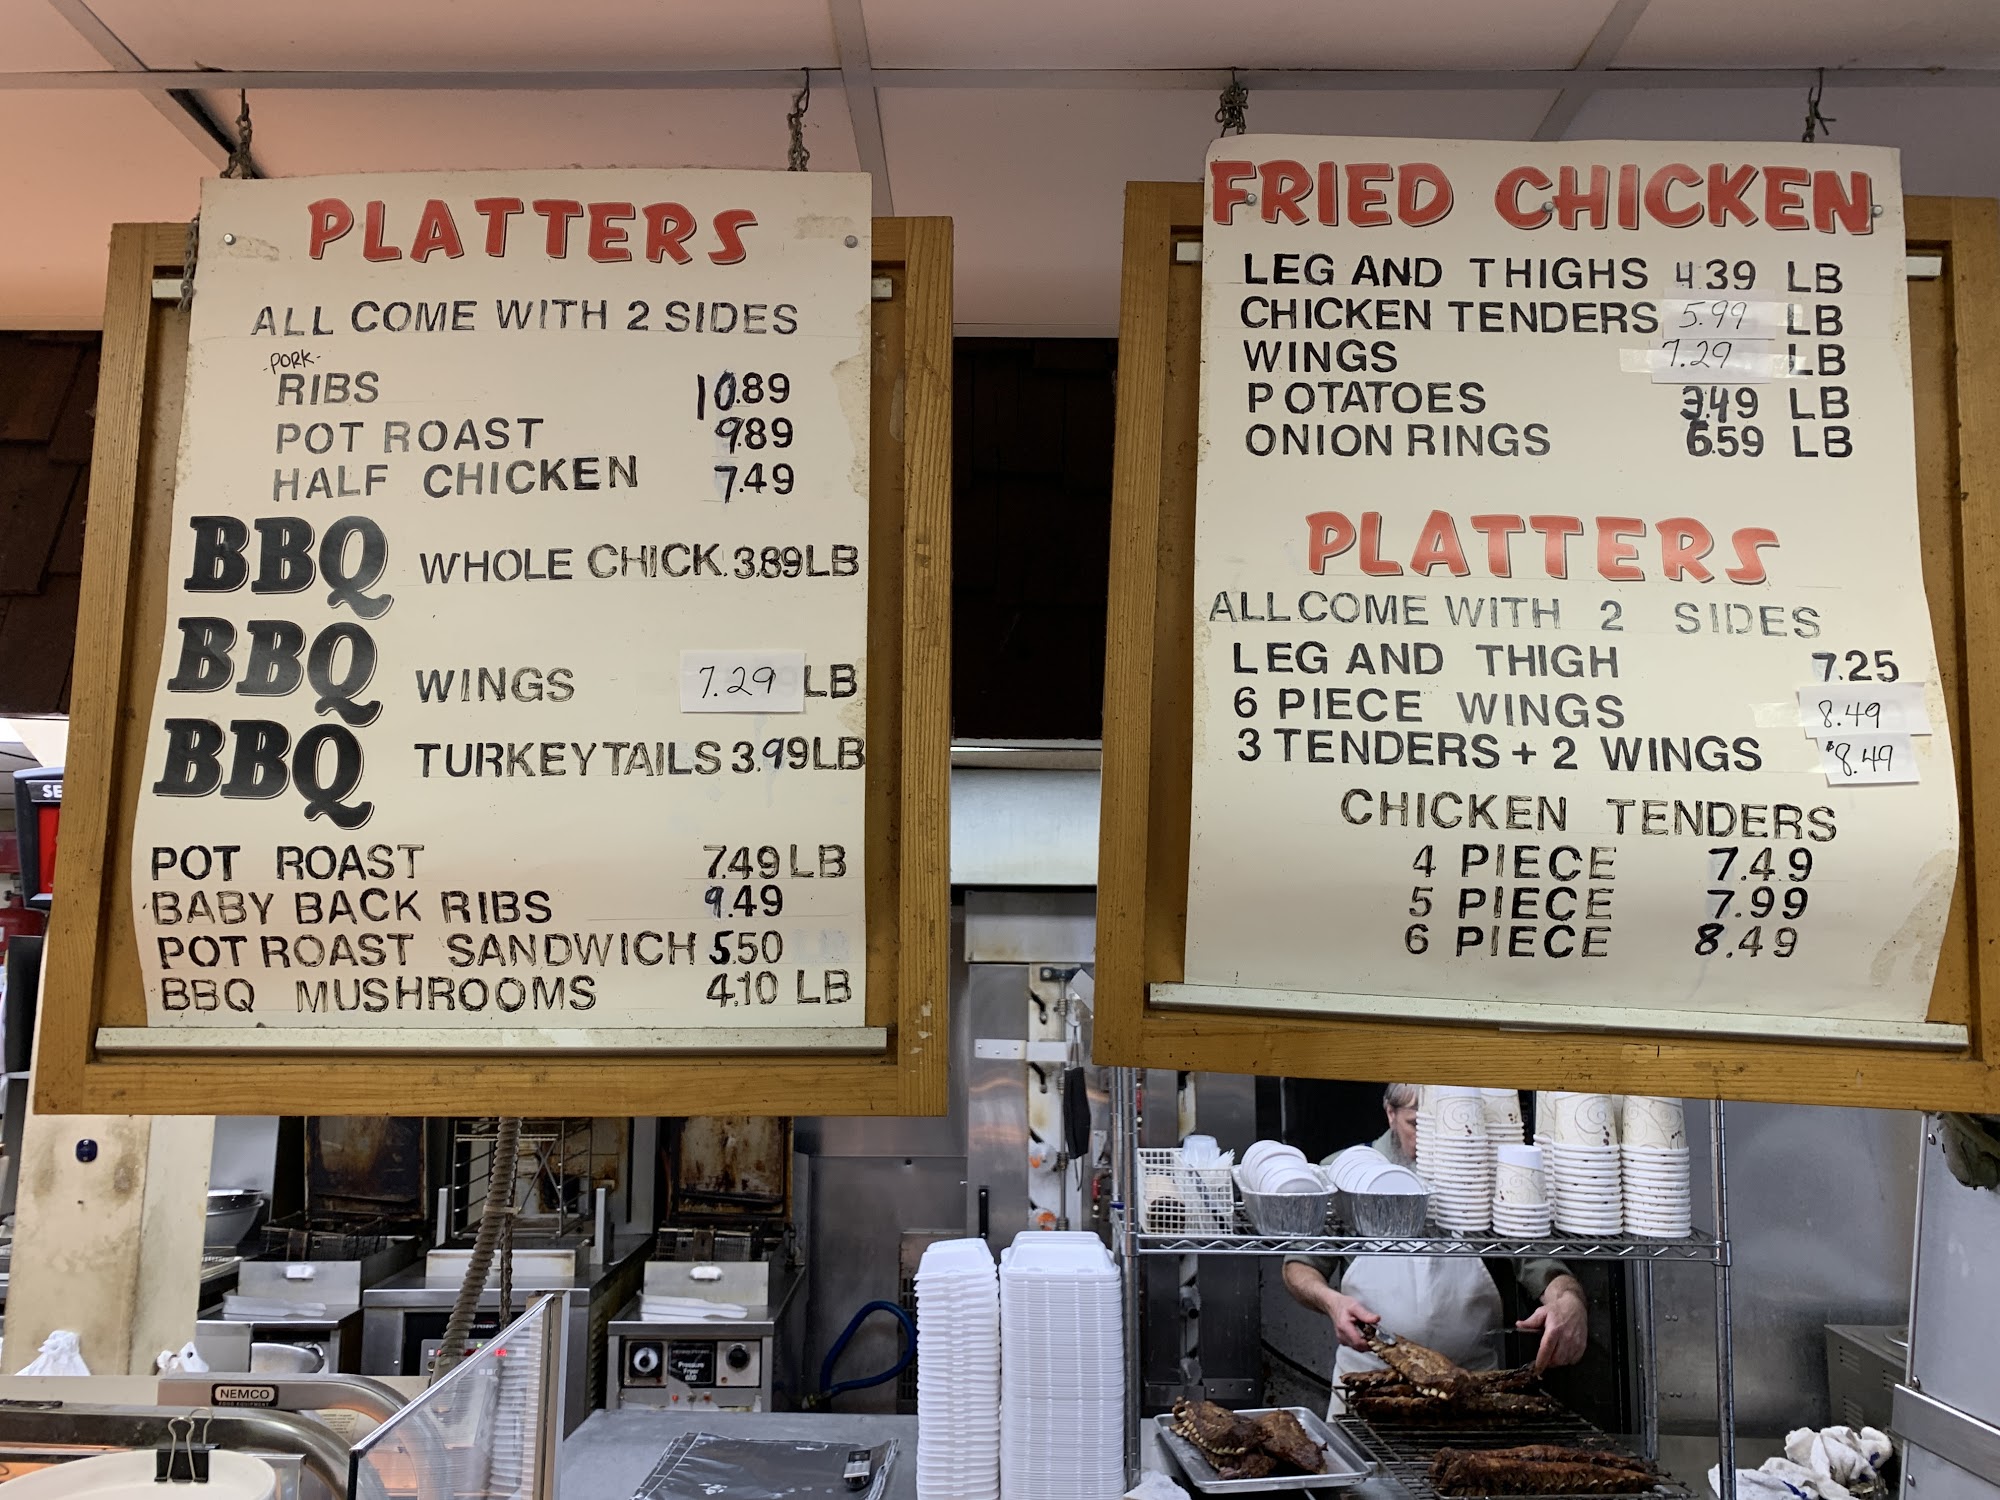 PLATTERS
ALL COME WITH 2 SIDES
-PORK-
RIBS 10.89
POT ROAST 9.89
HALF CHICKEN 7.49
BBQ WHOLE CHICK. 3.89 LB
BBQ WINGS 7.29 LB
BBQ TURKEY TAILS 3.99 LB
POT ROAST 7.49 LB
BABY BACK RIBS 9.49
POT ROAST SANDWICH 5.50
BBQ MUSHROOMS 4.10 LB
FRIED CHICKEN
LEG AND THIGHS 4.39 LB
CHICKEN TENDERS 5.99 LB
WINGS 7.29 LB
POTATOES 3.49 LB
ONION RINGS 6.59 LB
PLATTERS
ALL COME WITH 2 SIDES
LEG AND THIGH 7.25
6 PIECE WINGS 8.49
3 TENDERS + 2 WINGS $8.49
CHICKEN TENDERS
4 PIECE 7.49
5 PIECE 7.99
6 PIECE 8.49
SE
Pressure
Fryer
600
NEMCO